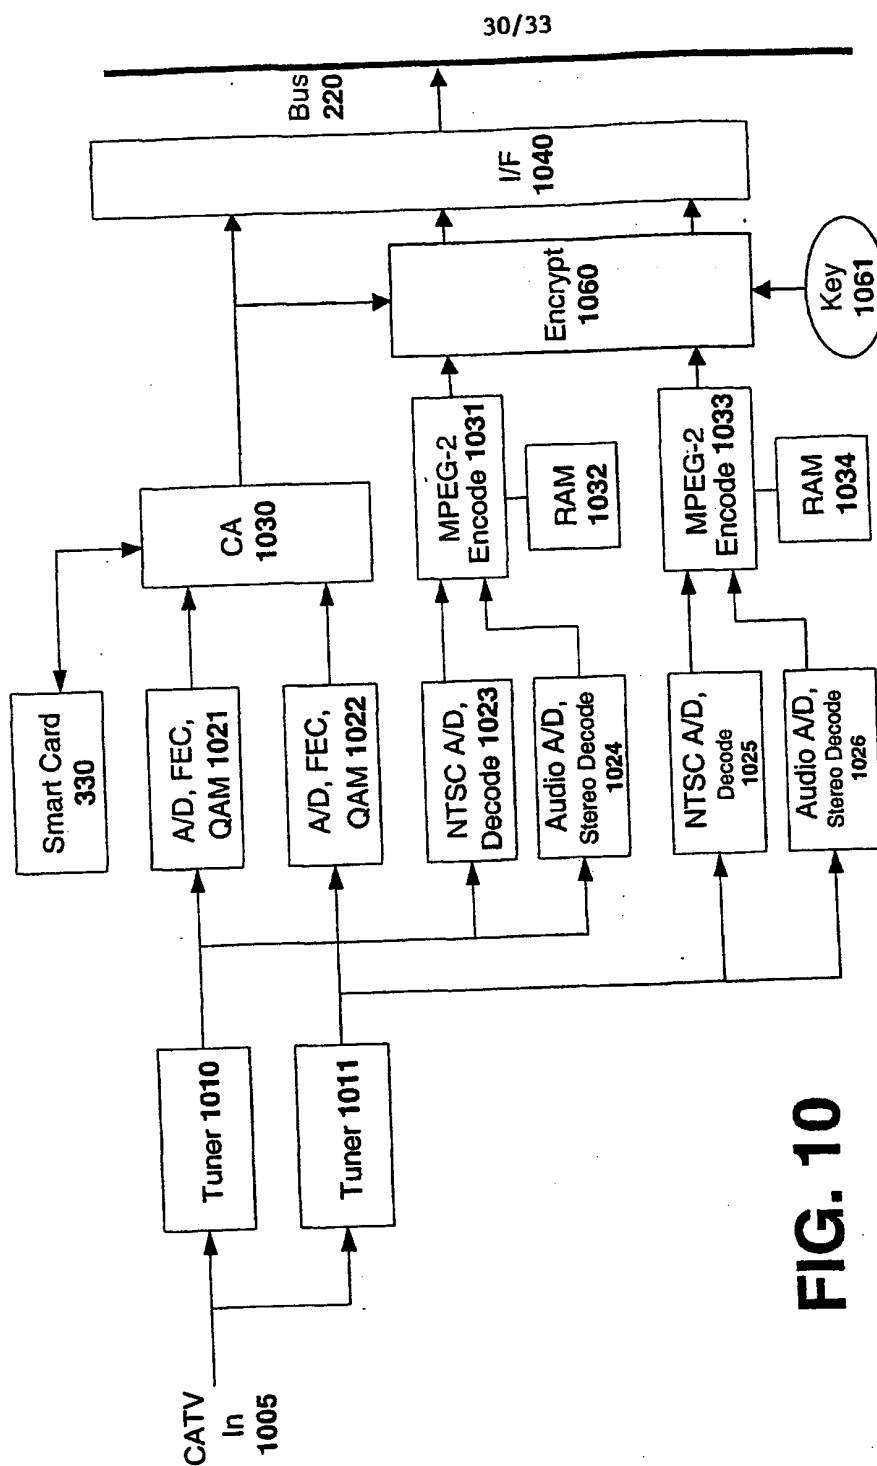 30/33
CATV
In
1005
Tuner 1010
Tuner 1011
Smart Card
330
A/D, FEC,
QAM 1021
A/D, FEC,
QAM 1022
NTSC A/D,
Decode 1023
Audio A/D,
Stereo Decode
1024
NTSC A/D,
Decode
1025
Audio A/D,
Stereo Decode
1026
CA
1030
MPEG-2
Encode 1031
RAM
1032
MPEG-2
Encode 1033
RAM
1034
Encrypt
1060
Key
1061
I/F
1040
Bus
220
FIG. 10